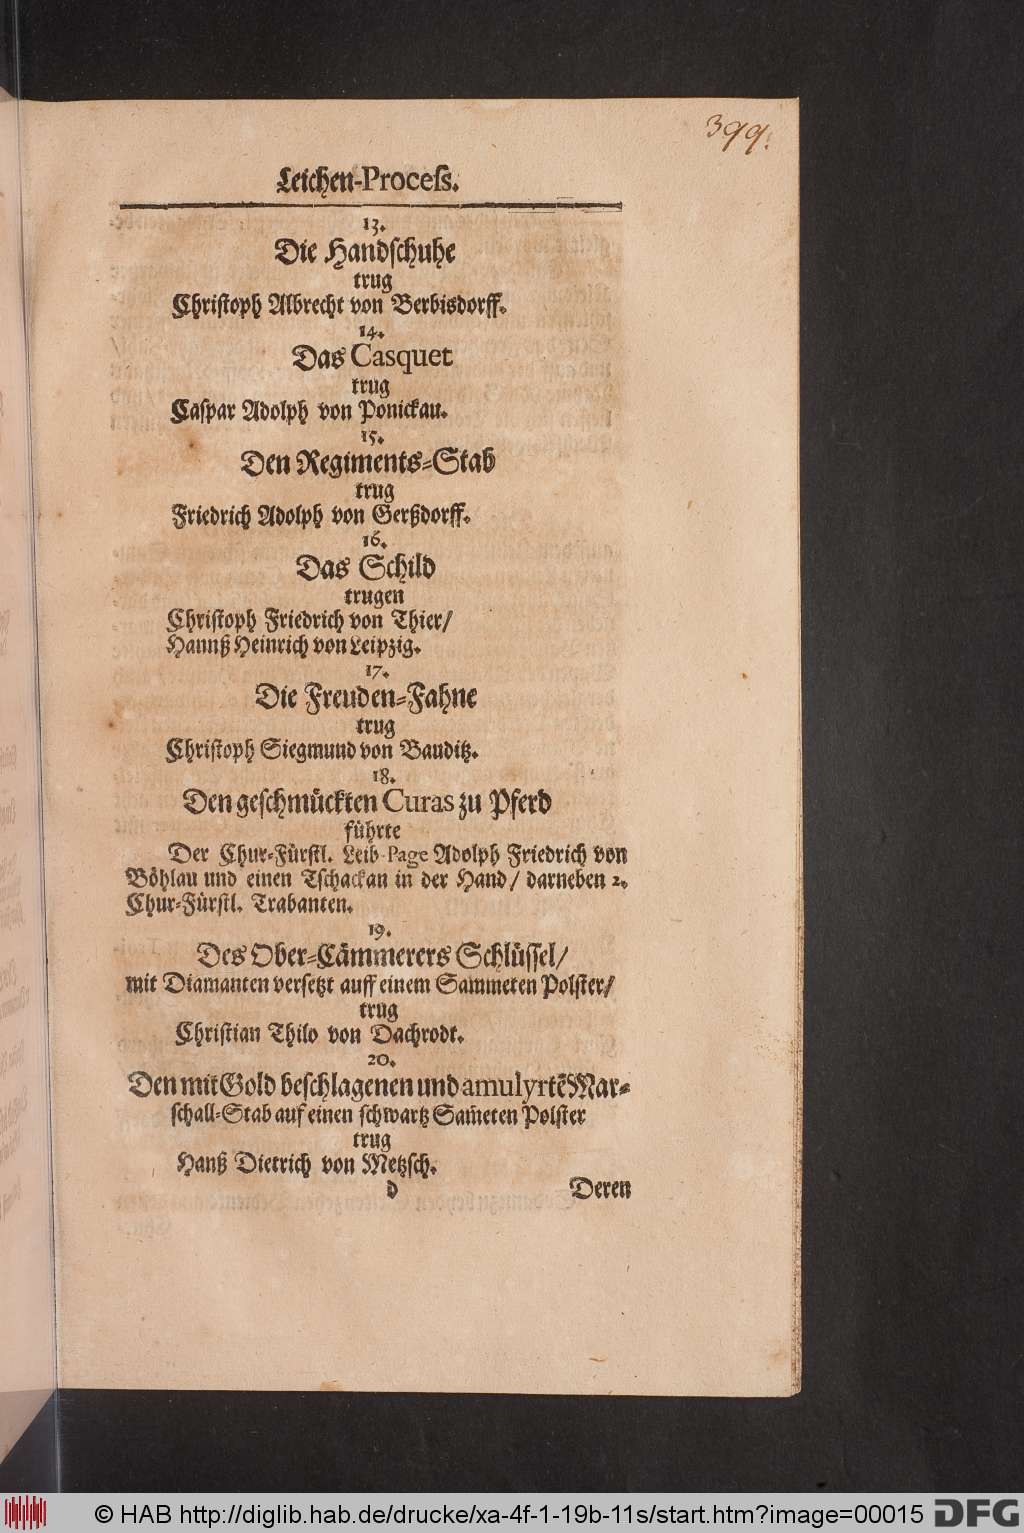 399.
Leichen-Proceſs.
13.
Die Handſchuhe
trug
Chriſtoph Albrecht von Berbisdorff.
14.
Das Casquet
trug
Caſpar Adolph von Ponickau.
15.
Den Regiments-Stab
trug
Friedrich Adolph von Gerßdorff.
16.
Das Schild
trugen
Chriſtoph Friedrich von Thier/
Hannß Heinrich von Leipzig.
17.
Die Freuden-Fahne
trug
Chriſtoph Siegmund von Bauditz.
18.
Den geſchmückten Curas zu Pferd
führte
Der Chur-Fürſtl. Leib-Page Adolph Friedrich von
Böhlau und einen Tſchackan in der Hand/ darneben 2.
Chur-Fürſtl. Trabanten.
19.
Des Ober-Cämmerers Schlüſſel/
mit Diamanten verſetzt auff einem Sammeten Polſter/
trug
Chriſtian Thilo von Dachrodt.
20.
Den mit Gold beſchlagenen und amulyrtē Mar-
ſchall-Stab auf einen ſchwartz Sam̄eten Polſter
trug
Hanß Dietrich von Metzſch.
d Deren
© HAB http://diglib.hab.de/drucke/xa-4f-1-19b-11s/start.htm?image=00015
DFG